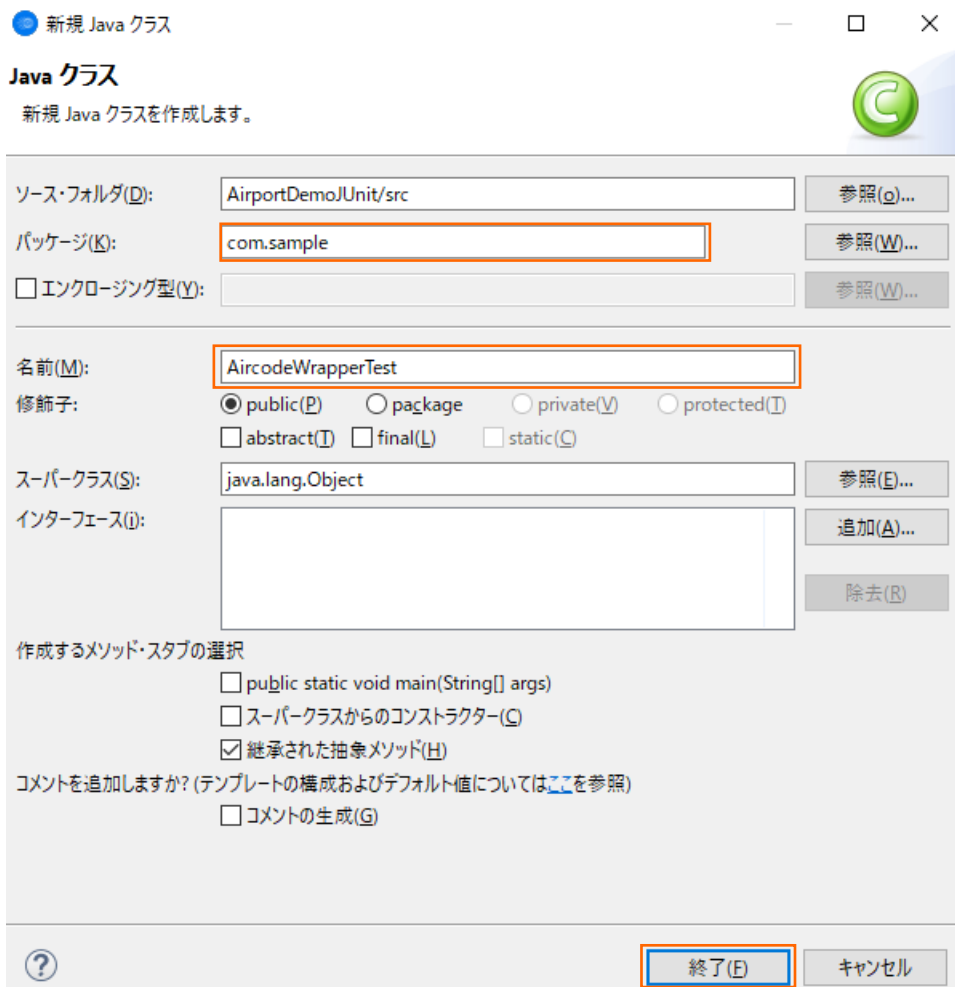 新規 Java クラス
Java クラス
新規 Java クラスを作成します。
ソース・フォルダ(D): AirportDemoJUnit/src 参照(o)...
パッケージ(K): com.sample 参照(W)...
エンクロージング型(Y): 参照(W)...
名前(M): AircodeWrapperTest
修飾子: public(P) package private(V) protected(T)
abstract(T) final(L) static(C)
スーパークラス(S): java.lang.Object 参照(E)...
インターフェース(i): 追加(A)...
除去(R)
作成するメソッド・スタブの選択
public static void main(String[] args)
スーパークラスからのコンストラクター(C)
継承された抽象メソッド(H)
コメントを追加しますか? (テンプレートの構成およびデフォルト値についてはここを参照)
コメントの生成(G)
? 終了(F) キャンセル